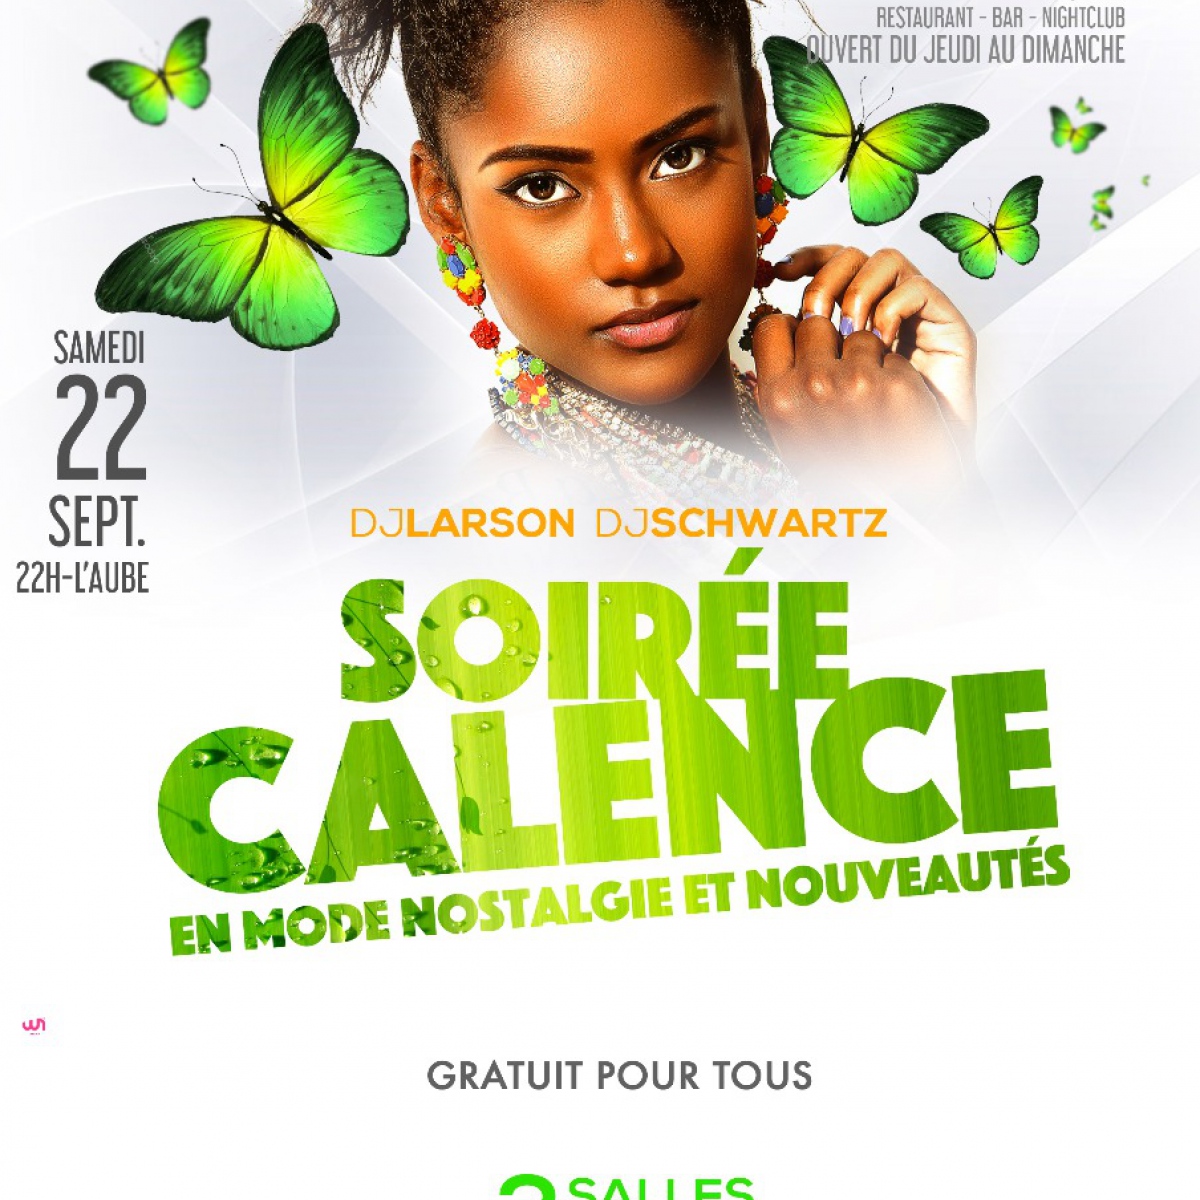 RESTAURANT - BAR - NIGHTCLUB
OUVERT DU JEUDI AU DIMANCHE
SAMEDI
22
SEPT.
22H-L'AUBE
DJLARSON DJSCHWARTZ
SOIRÉE
CALENCE
EN MODE NOSTALGIE ET NOUVEAUTÉS
GRATUIT POUR TOUS
SALLES